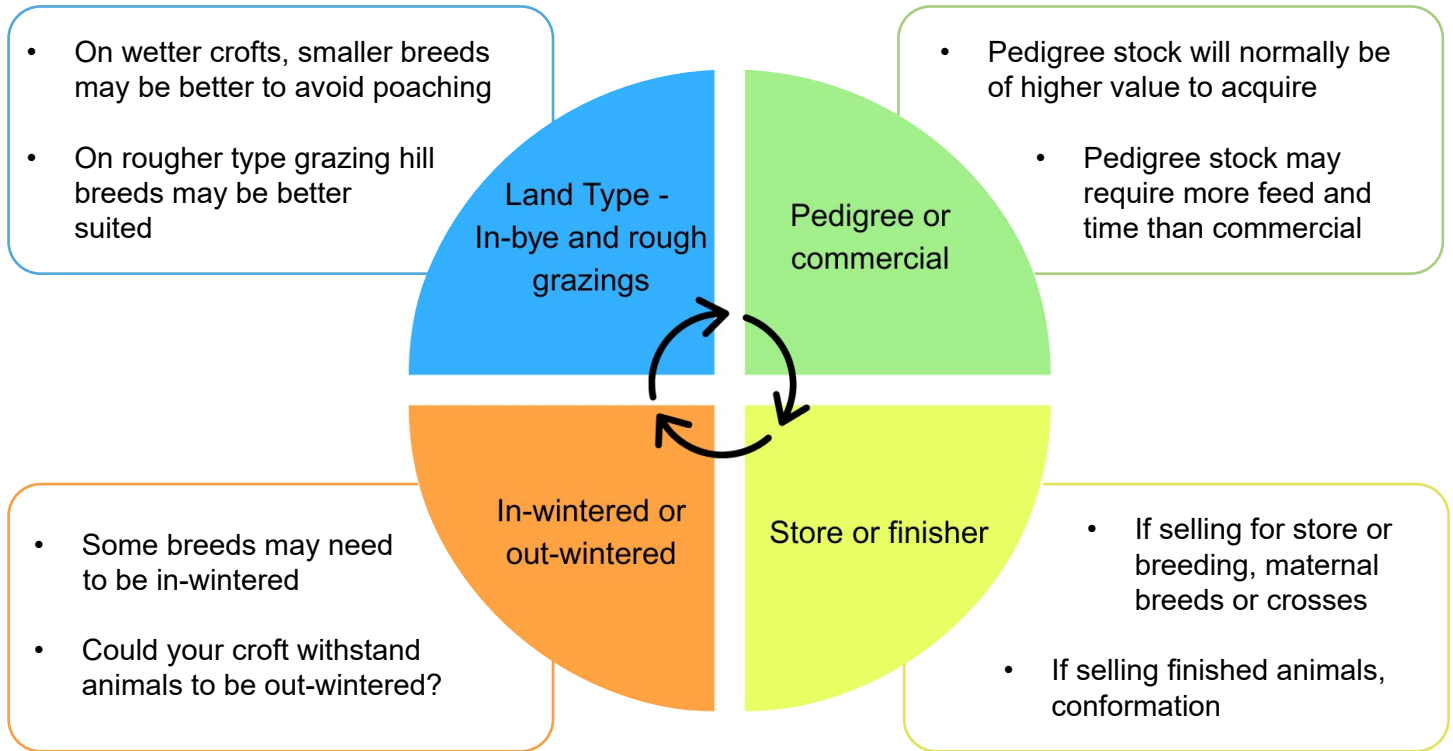 • On wetter crofts, smaller breeds
may be better to avoid poaching
• On rougher type grazing hill
breeds may be better
suited
Land Type -
In-bye and rough
grazings
• Pedigree stock will normally be
of higher value to acquire
• Pedigree stock may
require more feed and
time than commercial
Pedigree or
commercial
In-wintered or
out-wintered
• Some breeds may need
to be in-wintered
• Could your croft withstand
animals to be out-wintered?
Store or finisher
• If selling for store or
breeding, maternal
breeds or crosses
• If selling finished animals,
conformation